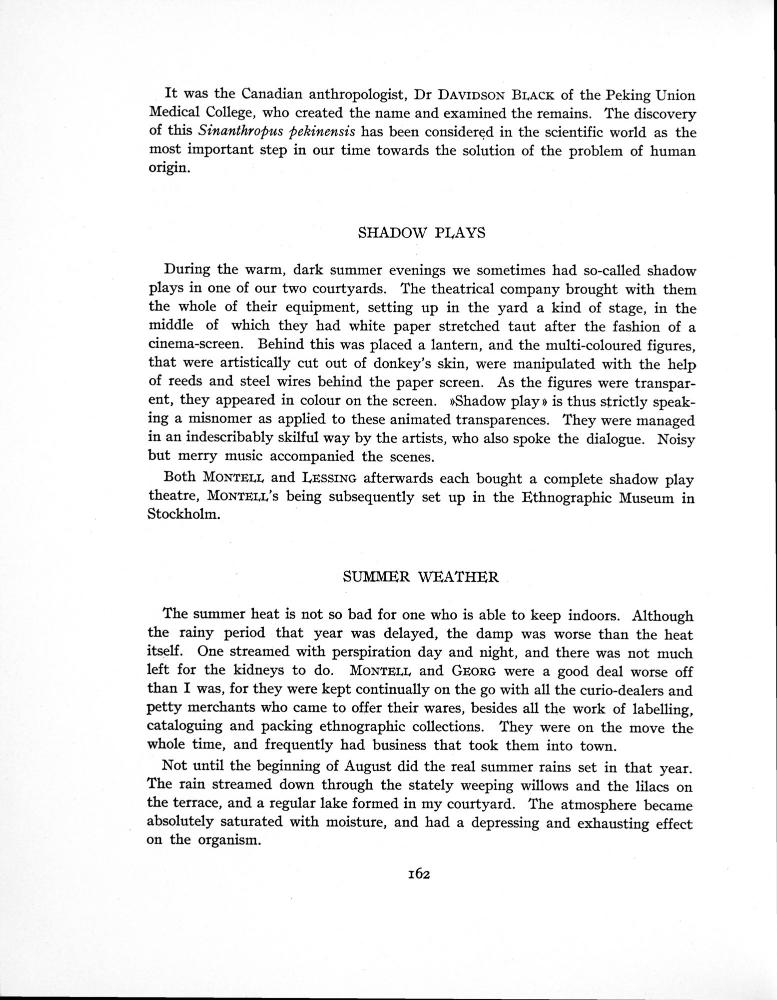 It was the Canadian anthropologist, Dr DAVIDSON BLACK of the Peking Union
Medical College, who created the name and examined the remains. The discovery
of this Sinanthropus pekinensis has been considered in the scientific world as the
most important step in our time towards the solution of the problem of human
origin.
SHADOW PLAYS
During the warm, dark summer evenings we sometimes had so-called shadow
plays in one of our two courtyards. The theatrical company brought with them
the whole of their equipment, setting up in the yard a kind of stage, in the
middle of which they had white paper stretched taut after the fashion of a
cinema-screen. Behind this was placed a lantern, and the multi-coloured figures,
that were artistically cut out of donkey's skin, were manipulated with the help
of reeds and steel wires behind the paper screen. As the figures were transpar-
ent, they appeared in colour on the screen. »Shadow play» is thus strictly speak-
ing a misnomer as applied to these animated transparences. They were managed
in an indescribably skilful way by the artists, who also spoke the dialogue. Noisy
but merry music accompanied the scenes.
Both MONTELL and LESSING afterwards each bought a complete shadow play
theatre, MONTELL's being subsequently set up in the Ethnographic Museum in
Stockholm.
SUMMER WEATHER
The summer heat is not so bad for one who is able to keep indoors. Although
the rainy period that year was delayed, the damp was worse than the heat
itself. One streamed with perspiration day and night, and there was not much
left for the kidneys to do. MONTELL and GEORG were a good deal worse off
than I was, for they were kept continually on the go with all the curio-dealers and
petty merchants who came to offer their wares, besides all the work of labelling,
cataloguing and packing ethnographic collections. They were on the move the
whole time, and frequently had business that took them into town.
Not until the beginning of August did the real summer rains set in that year.
The rain streamed down through the stately weeping willows and the lilacs on
the terrace, and a regular lake formed in my courtyard. The atmosphere became
absolutely saturated with moisture, and had a depressing and exhausting effect
on the organism.
162